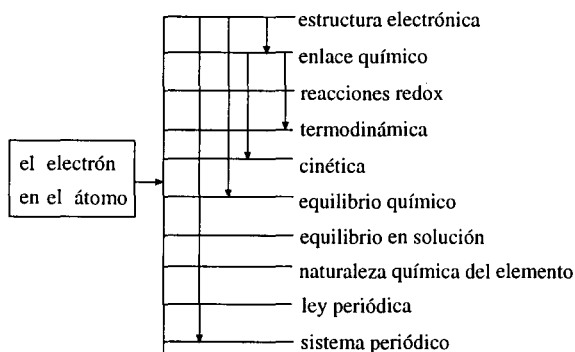 estructura electrónica
enlace químico
reacciones redox
termodinámica
el electrón
en el átomo
cinética
equilibrio químico
equilibrio en solución
naturaleza química del elemento
ley periódica
sistema periódico